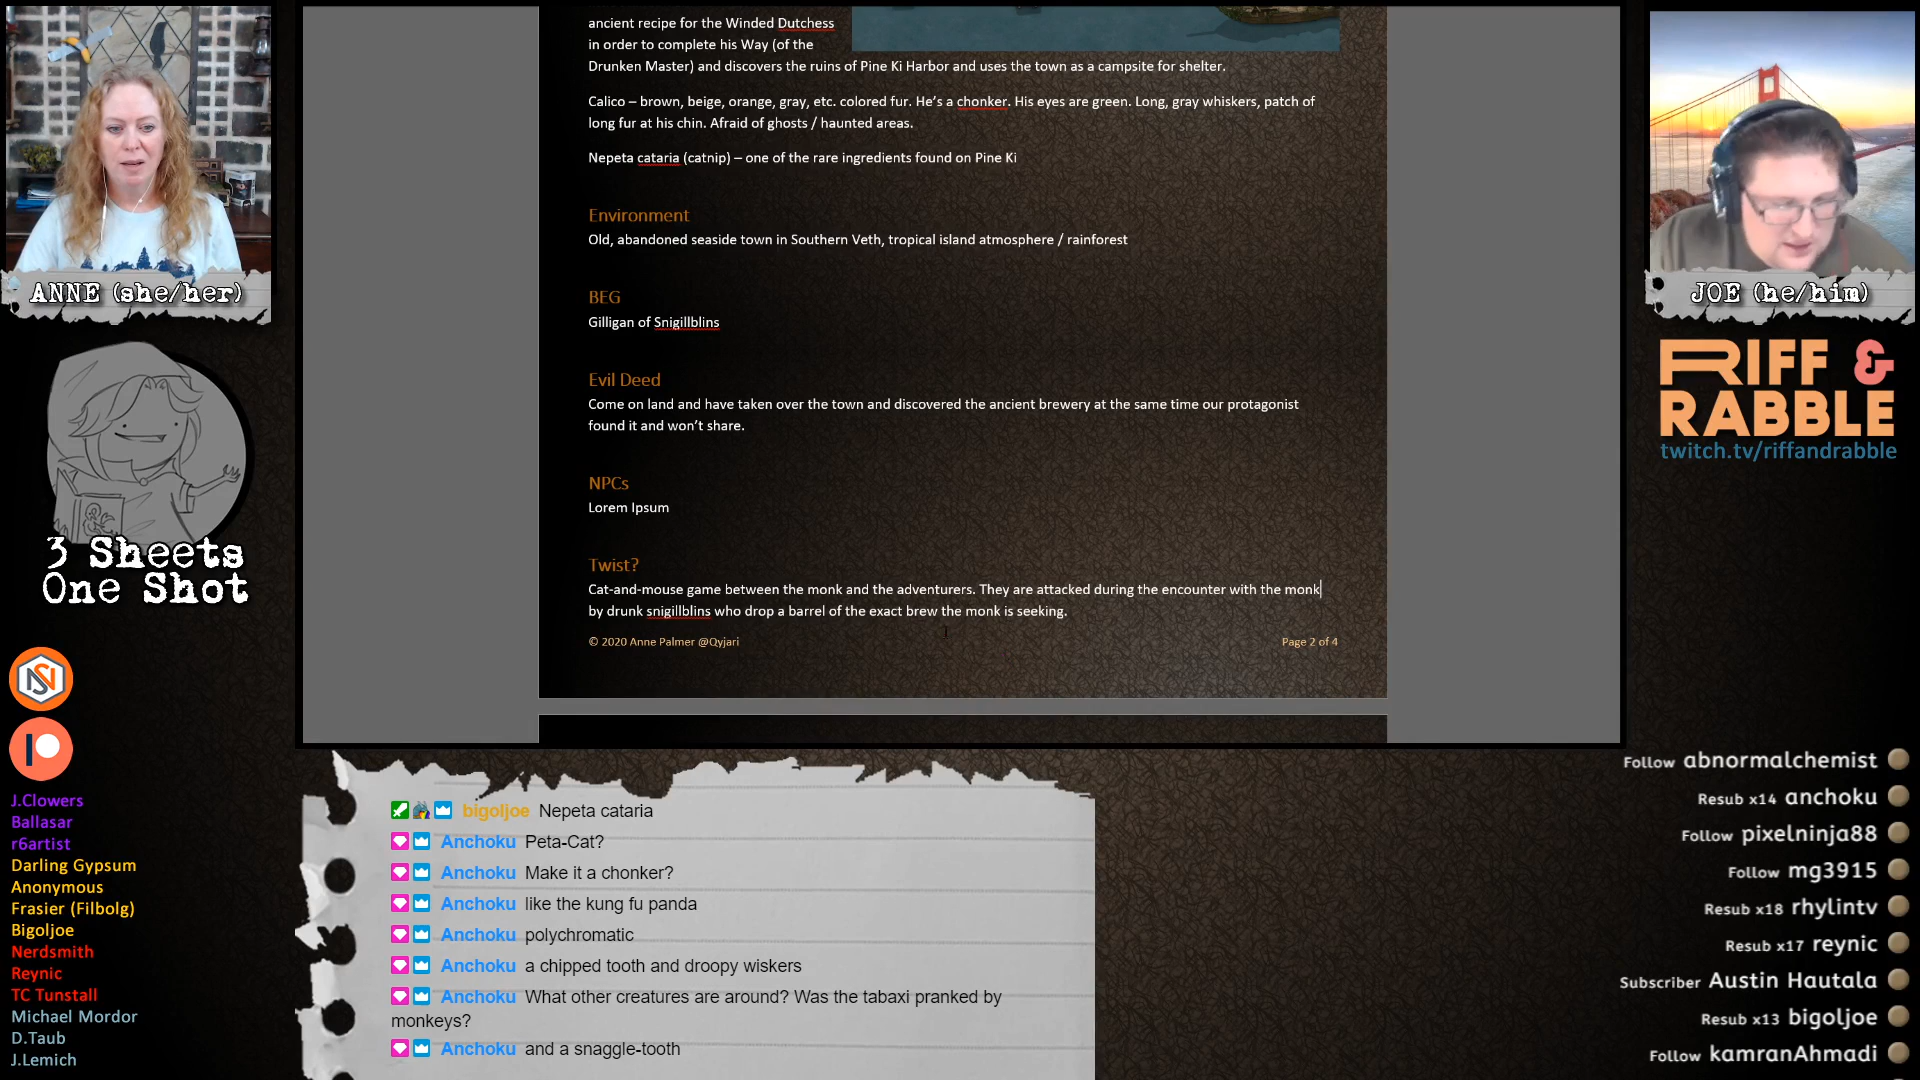 ancient recipe for the Winded Dutchess
in order to complete his Way (of the
Drunken Master) and discovers the ruins of Pine Ki Harbor and uses the town as a campsite for shelter.
Calico – brown, beige, orange, gray, etc. colored fur. He's a chonker. His eyes are green. Long, gray whiskers, patch of
long fur at his chin. Afraid of ghosts / haunted areas.
Nepeta cataria (catnip) – one of the rare ingredients found on Pine Ki
Environment
Old, abandoned seaside town in Southern Veth, tropical island atmosphere / rainforest
BEG
Gilligan of Snigillblins
Evil Deed
Come on land and have taken over the town and discovered the ancient brewery at the same time our protagonist
found it and won't share.
NPCs
Lorem Ipsum
Twist?
Cat-and-mouse game between the monk and the adventurers. They are attacked during the encounter with the monk
by drunk snigillblins who drop a barrel of the exact brew the monk is seeking.
© 2020 Anne Palmer @Qyjari
Page 2 of 4
ANNE (she/her)
3 Sheets
One Shot
J.Clowers
Ballasar
r6artist
Darling Gypsum
Anonymous
Frasier (Filbolg)
Bigoljoe
Nerdsmith
Reynic
TC Tunstall
Michael Mordor
D.Taub
J.Lemich
bigoljoe Nepeta cataria
Anchoku Peta-Cat?
Anchoku Make it a chonker?
Anchoku like the kung fu panda
Anchoku polychromatic
Anchoku a chipped tooth and droopy wiskers
Anchoku What other creatures are around? Was the tabaxi pranked by
monkeys?
Anchoku and a snaggle-tooth
JOE (he/him)
RIFF &
RABBLE
twitch.tv/riffandrabble
Follow abnormalchemist
Resub x14 anchoku
Follow pixelninja88
Follow mg3915
Resub x18 rhylintv
Resub x17 reynic
Subscriber Austin Hautala
Resub x13 bigoljoe
Follow kamranAhmadi